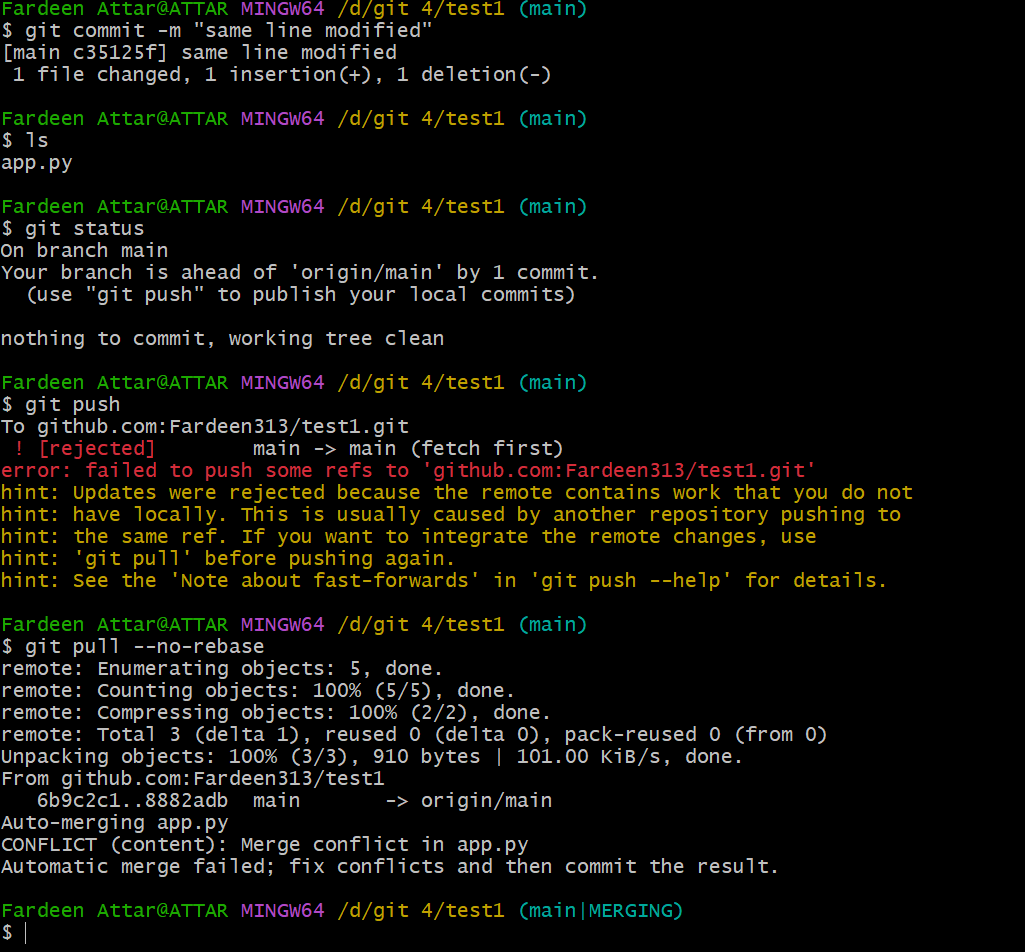 Fardeen Attar@ATTAR MINGW64 /d/git 4/test1 (main)
$ git commit -m "same line modified"
[main c35125f] same line modified
 1 file changed, 1 insertion(+), 1 deletion(-)

Fardeen Attar@ATTAR MINGW64 /d/git 4/test1 (main)
$ ls
app.py

Fardeen Attar@ATTAR MINGW64 /d/git 4/test1 (main)
$ git status
On branch main
Your branch is ahead of 'origin/main' by 1 commit.
  (use "git push" to publish your local commits)

nothing to commit, working tree clean

Fardeen Attar@ATTAR MINGW64 /d/git 4/test1 (main)
$ git push
To github.com:Fardeen313/test1.git
 ! [rejected]        main -> main (fetch first)
error: failed to push some refs to 'github.com:Fardeen313/test1.git'
hint: Updates were rejected because the remote contains work that you do not
hint: have locally. This is usually caused by another repository pushing to
hint: the same ref. If you want to integrate the remote changes, use
hint: 'git pull' before pushing again.
hint: See the 'Note about fast-forwards' in 'git push --help' for details.

Fardeen Attar@ATTAR MINGW64 /d/git 4/test1 (main)
$ git pull --no-rebase
remote: Enumerating objects: 5, done.
remote: Counting objects: 100% (5/5), done.
remote: Compressing objects: 100% (2/2), done.
remote: Total 3 (delta 1), reused 0 (delta 0), pack-reused 0 (from 0)
Unpacking objects: 100% (3/3), 910 bytes | 101.00 KiB/s, done.
From github.com:Fardeen313/test1
   6b9c2c1..8882adb  main       -> origin/main
Auto-merging app.py
CONFLICT (content): Merge conflict in app.py
Automatic merge failed; fix conflicts and then commit the result.

Fardeen Attar@ATTAR MINGW64 /d/git 4/test1 (main|MERGING)
$